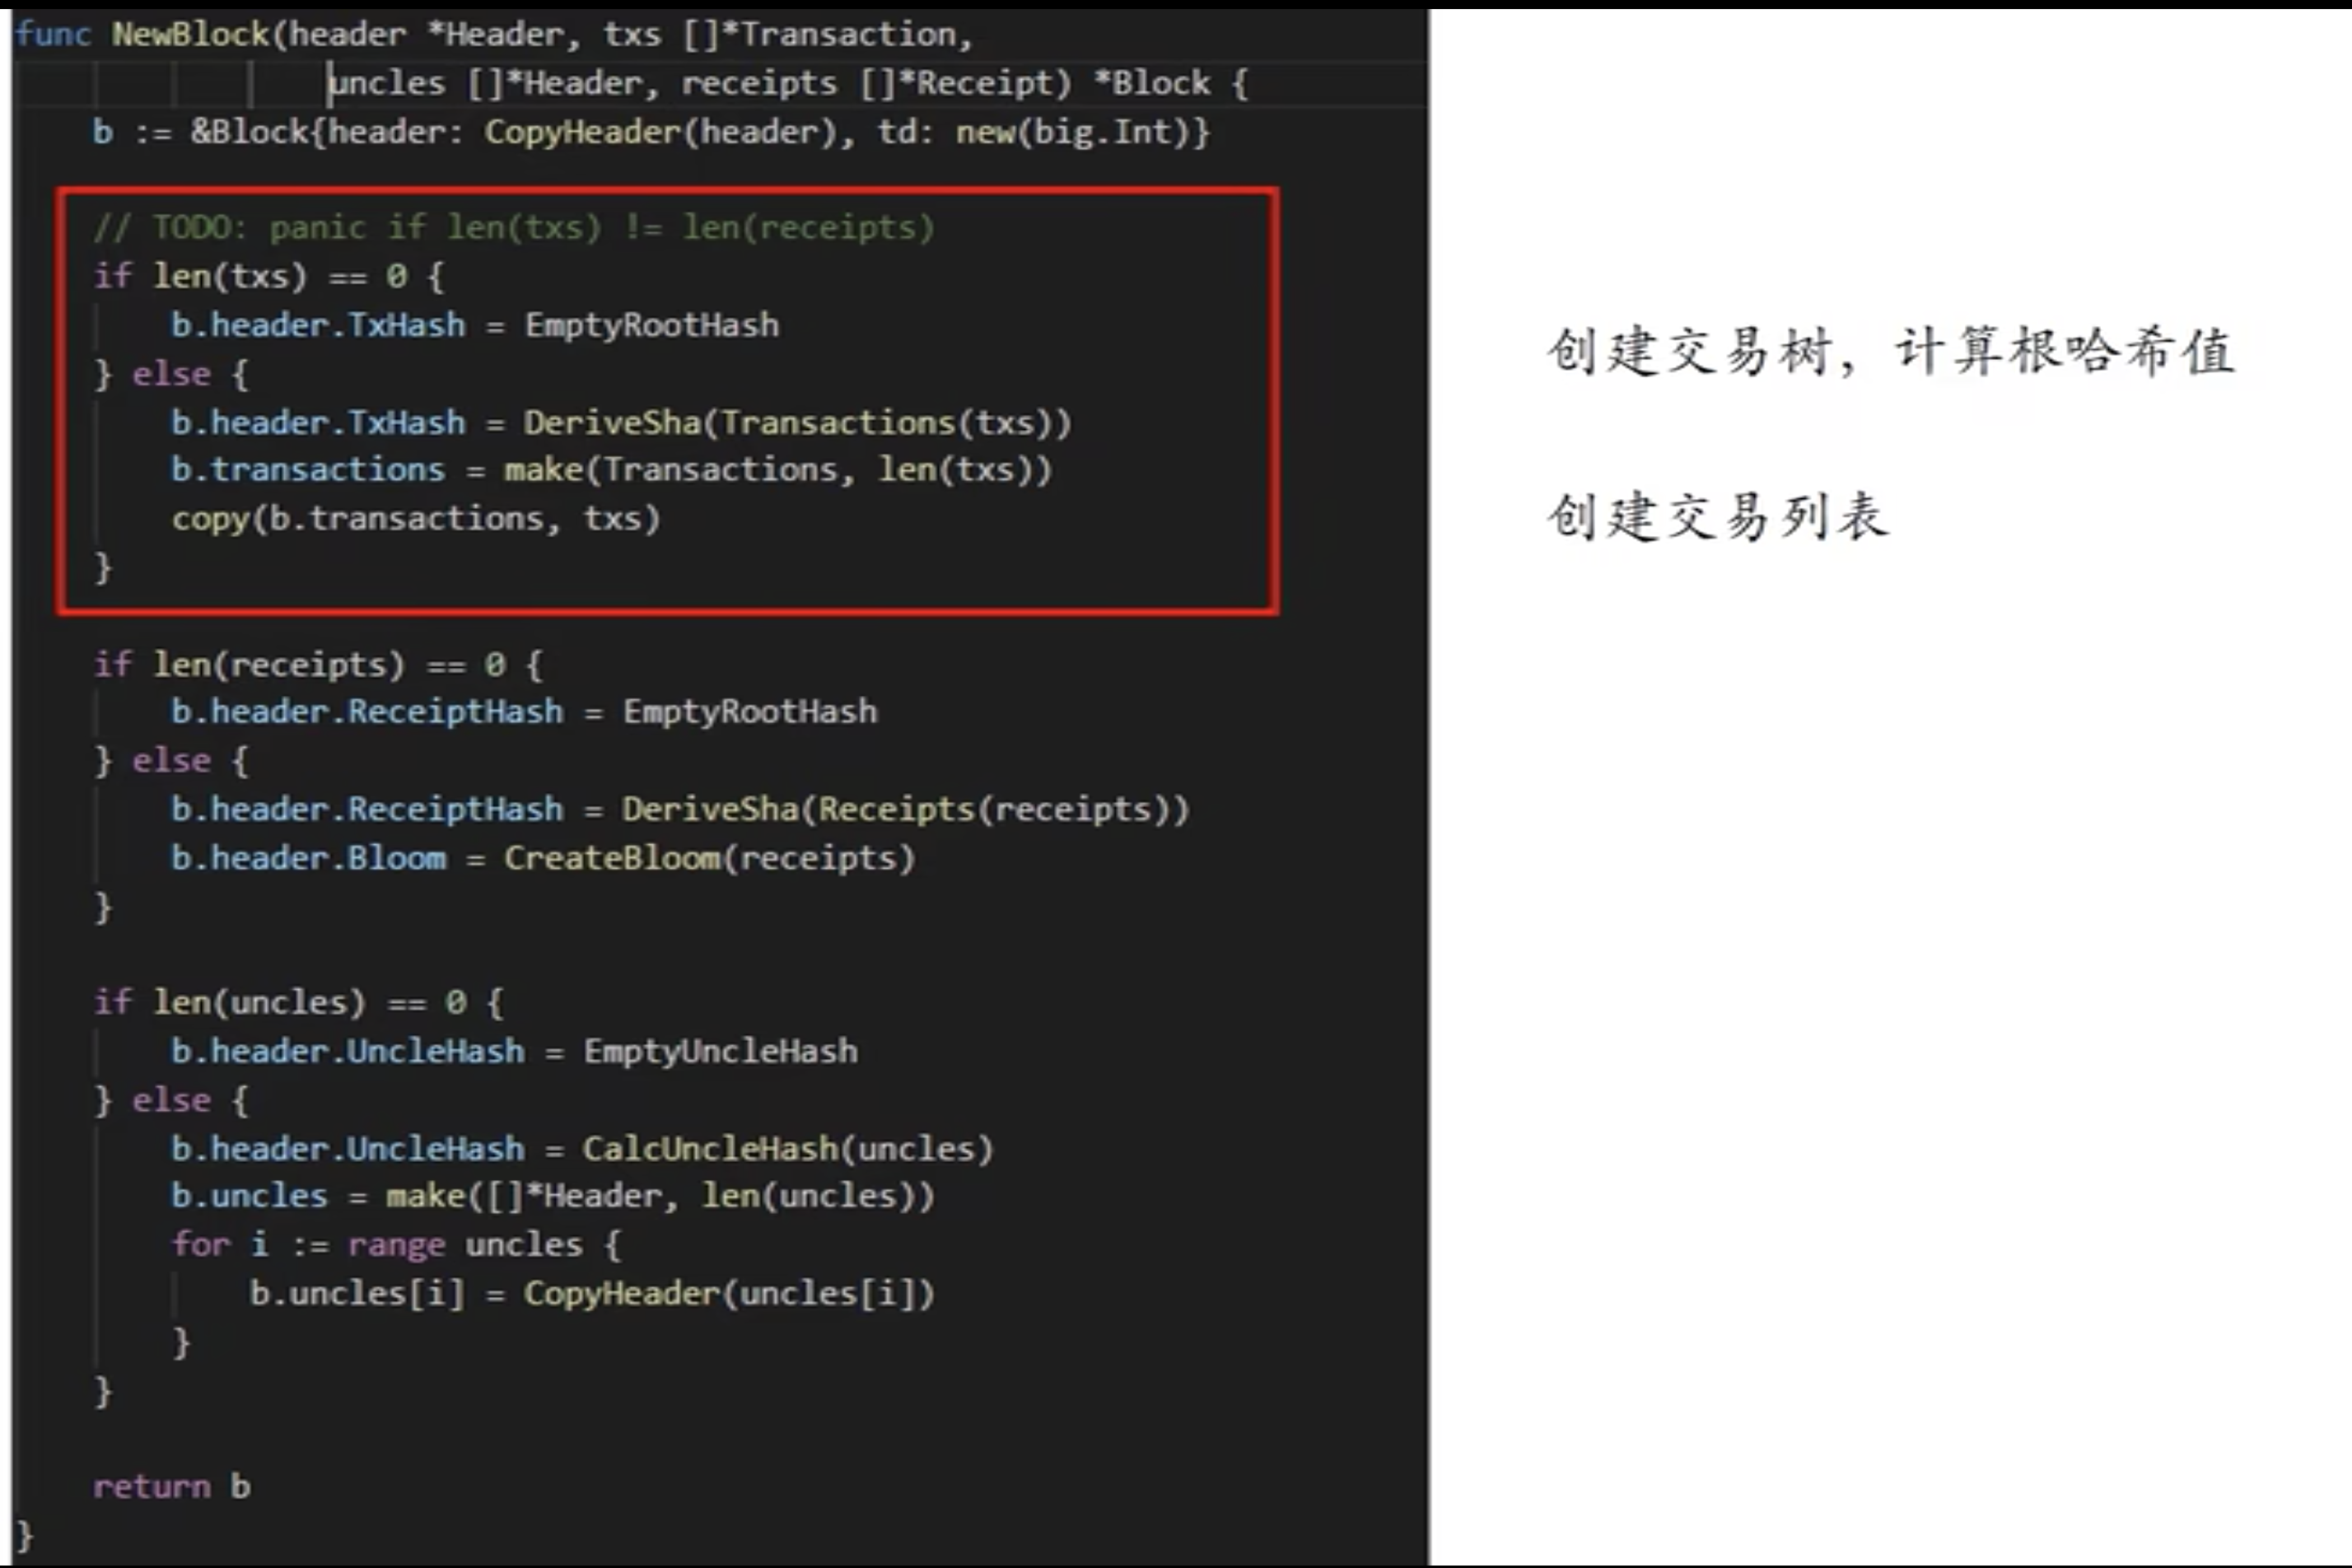 func NewBlock(header *Header, txs []*Transaction,
uncles []*Header, receipts []*Receipt) *Block {
b := &Block{header: CopyHeader(header), td: new(big.Int)}
// TODO: panic if len(txs) != len(receipts)
if len(txs) == 0 {
b.header.TxHash = EmptyRootHash
} else {
b.header.TxHash = DeriveSha(Transactions(txs))
b.transactions = make(Transactions, len(txs))
copy(b.transactions, txs)
}
if len(receipts) == 0 {
b.header.ReceiptHash = EmptyRootHash
} else {
b.header.ReceiptHash = DeriveSha(Receipts(receipts))
b.header.Bloom = CreateBloom(receipts)
}
if len(uncles) == 0 {
b.header.UncleHash = EmptyUncleHash
} else {
b.header.UncleHash = CalcUncleHash(uncles)
b.uncles = make([]*Header, len(uncles))
for i := range uncles {
b.uncles[i] = CopyHeader(uncles[i])
}
}
return b
}
创建交易树，计算根哈希值
创建交易列表